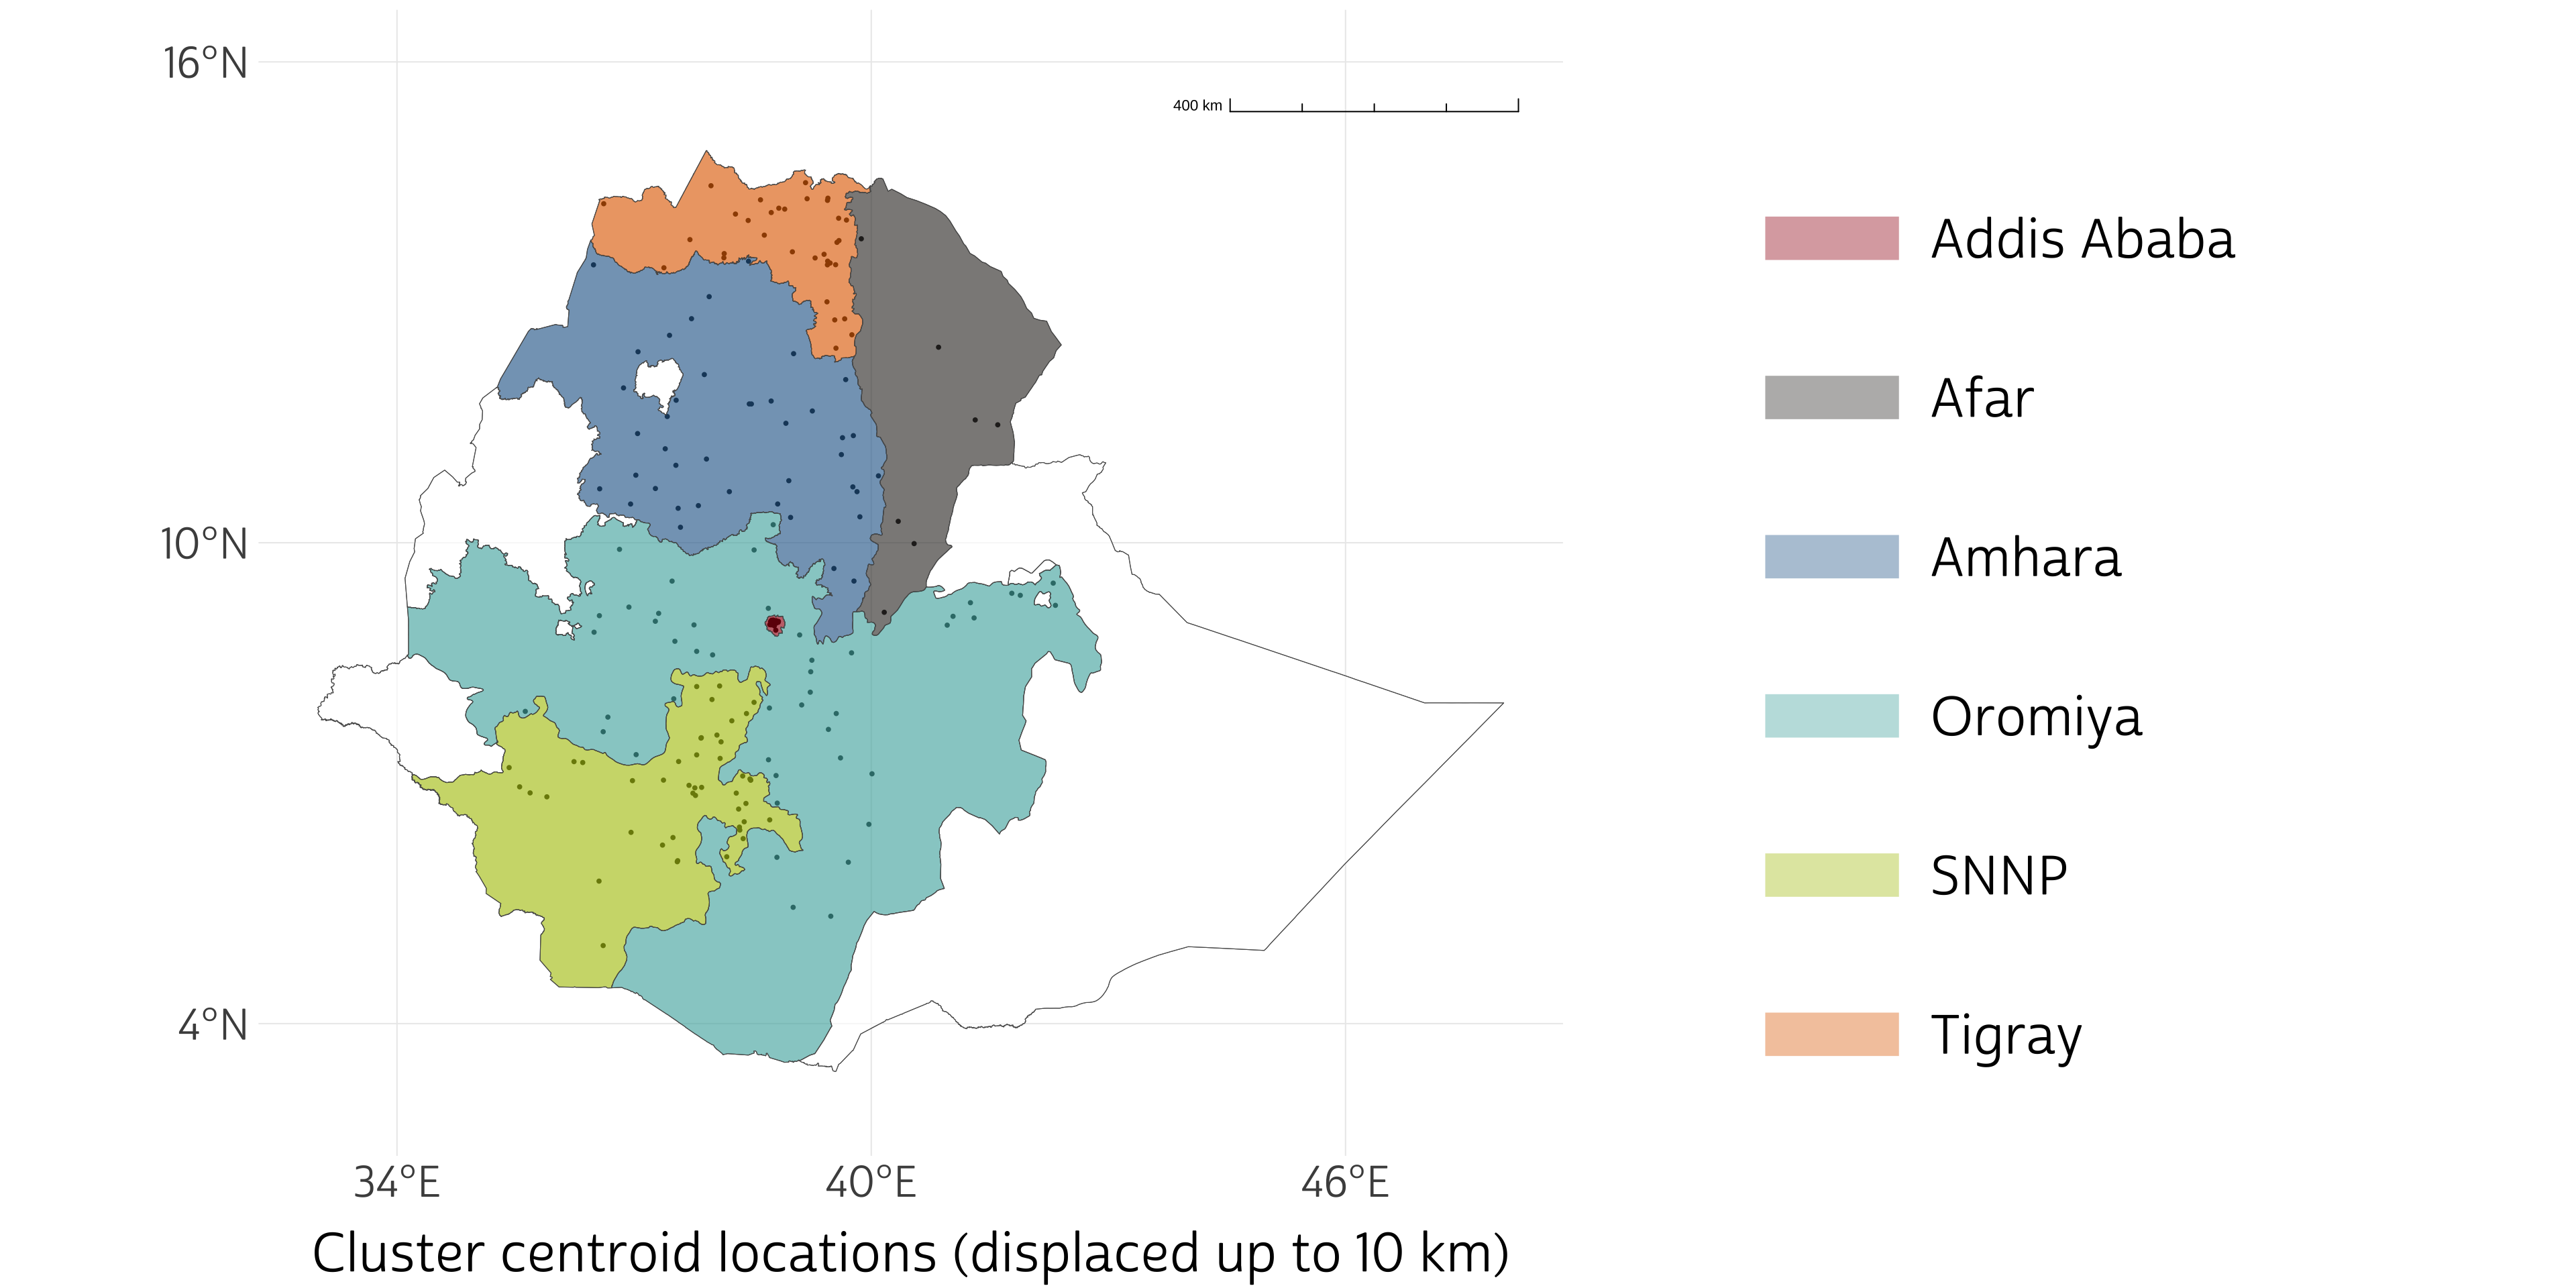 16°N
400 km
10°N
4°N
34°E
40°E
46°E
Cluster centroid locations (displaced up to 10 km)
Addis Ababa
Afar
Amhara
Oromiya
SNNP
Tigray